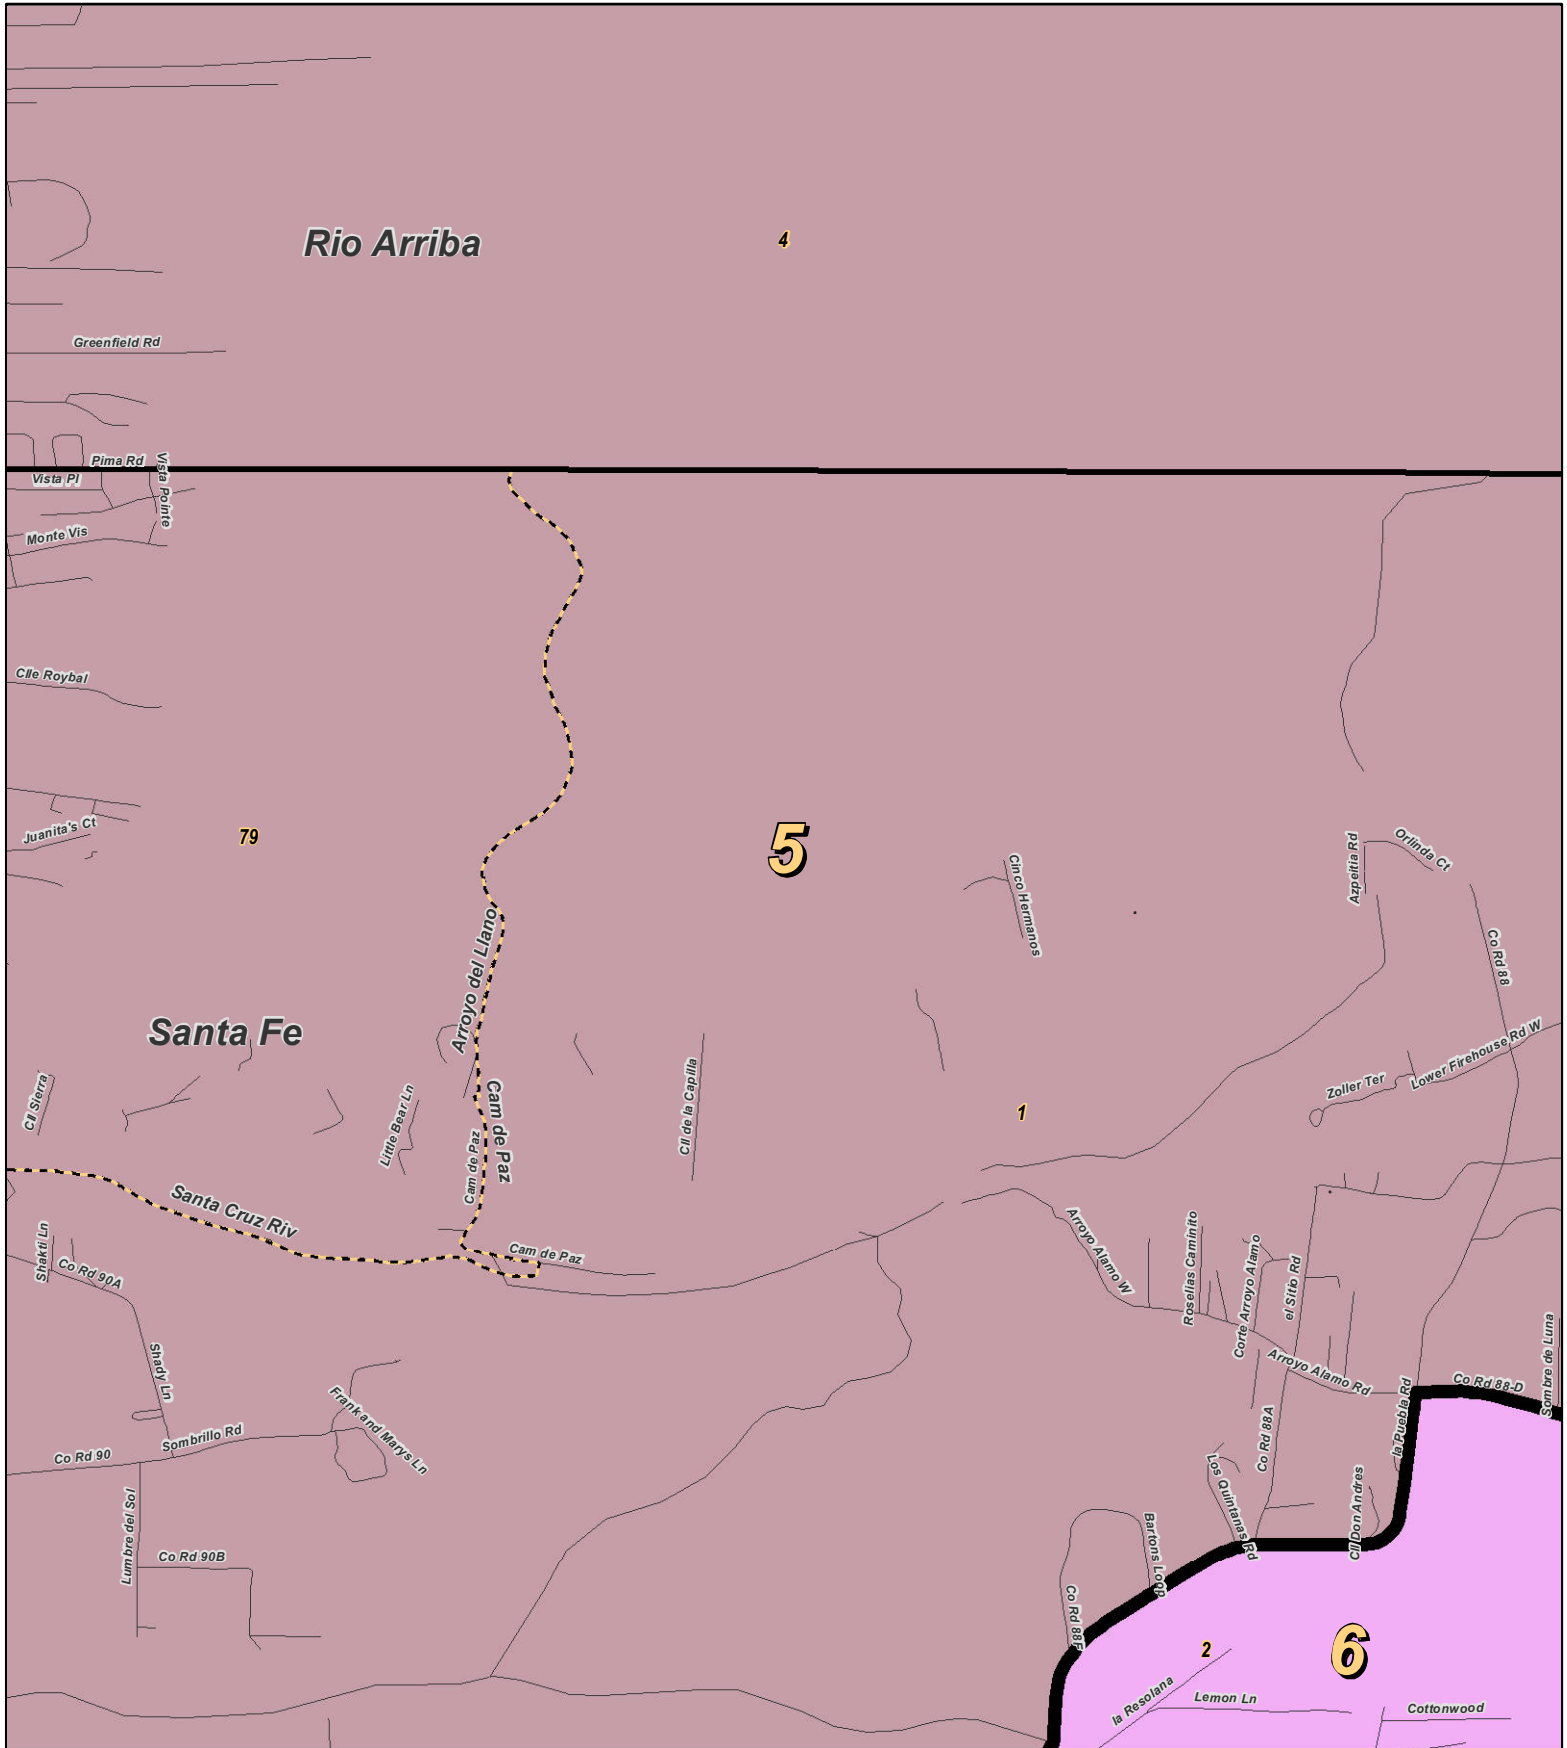 Rio Arriba
4
Greenfield Rd
Pima Rd
Vista Pl
Vista Pointe
Monte Vis
Clle Roybal
Juanita's Ct
79
5
Cinco Hermanos
Azpeitia Rd
Orlinda Ct
Co Rd 88
Arroyo del Llano
Santa Fe
Cll Sierra
Little Bear Ln
Cam de Paz
Cam de Paz
Cll de la Capilla
1
Zoller Ter
Lower Firehouse Rd W
Santa Cruz Riv
Cam de Paz
Shakti Ln
Co Rd 90A
Arroyo Alamo W
Roselias Caminito
Corte Arroyo Alamo
el Sitio Rd
Shady Ln
Arroyo Alamo Rd
Co Rd 88-D
Sombre de Luna
la Puebla Rd
Frank and Marys Ln
Sombrillo Rd
Co Rd 90
Co Rd 88A
Los Quintanas Rd
Cll Don Andres
Lumbre del Sol
Co Rd 90B
Bartons Loop
Co Rd 88F
2
6
la Resolana
Lemon Ln
Cottonwood